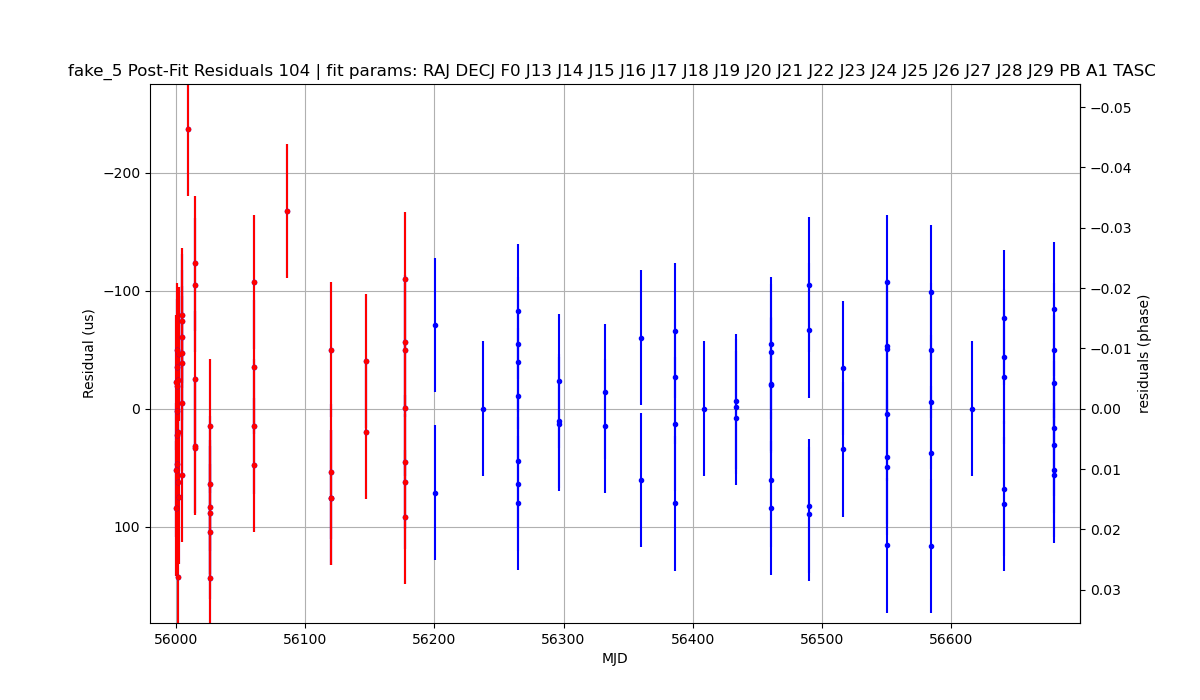 fake_5 Post-Fit Residuals 104 | fit params: RAJ DECJ F0 J13 J14 J15 J16 J17 J18 J19 J20 J21 J22 J23 J24 J25 J26 J27 J28 J29 PB A1 TASC
−200
−100
0
100
Residual (us)
−0.05
−0.04
−0.03
−0.02
−0.01
0.00
0.01
0.02
0.03
residuals (phase)
56000 56100 56200 56300 56400 56500 56600
MJD